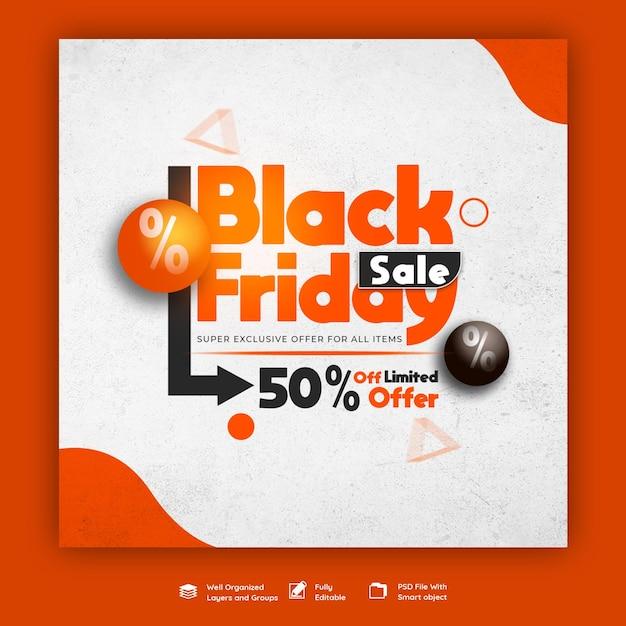 Black
Friday
Sale
SUPER EXCLUSIVE OFFER FOR ALL ITEMS
50% Off Limited
Offer
%
%
Well Organized
Layers and Groups
Fully
Editable
PSD File With
Smart object